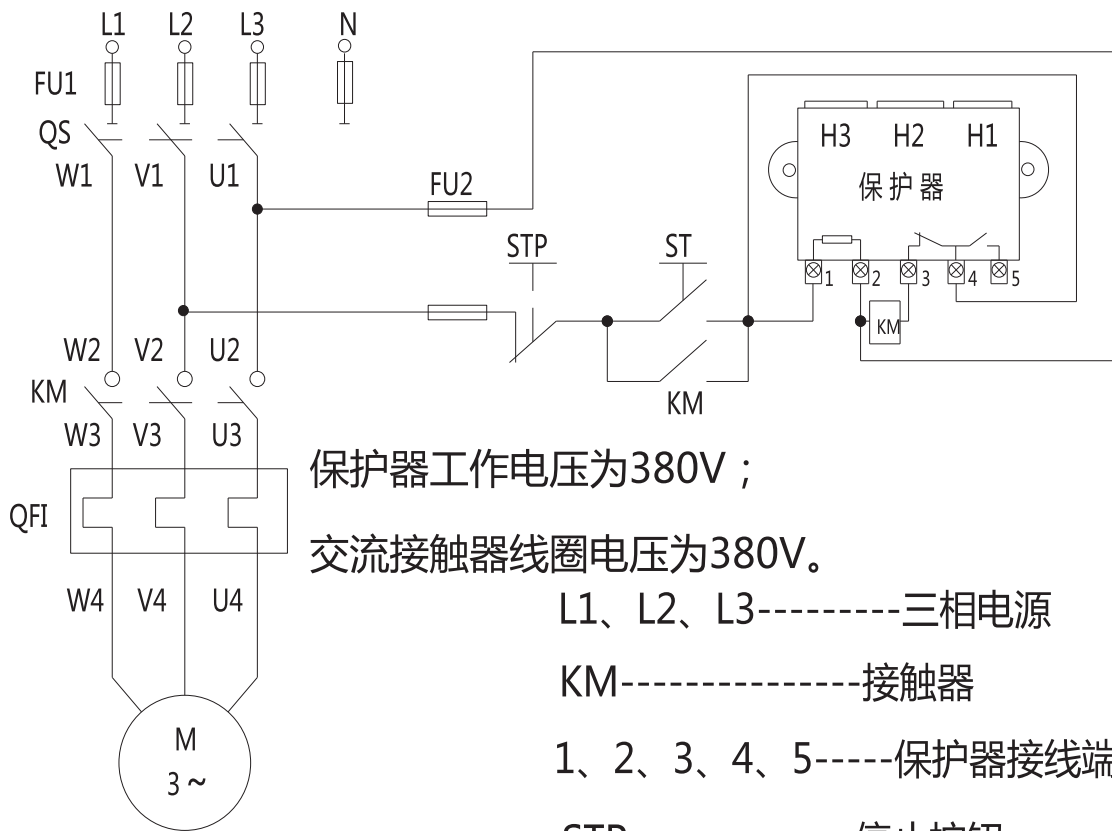 L1 L2 L3 N
FU1
QS
W1 V1 U1
FU2
H3 H2 H1
保护器
STP ST
1 2 3 4 5
KM
W2 V2 U2
KM
KM
W3 V3 U3
保护器工作电压为380V；
QFI
交流接触器线圈电压为380V。
W4 V4 U4
L1、L2、L3---------三相电源
KM---------------接触器
M
3~
1、2、3、4、5-----保护器接线端